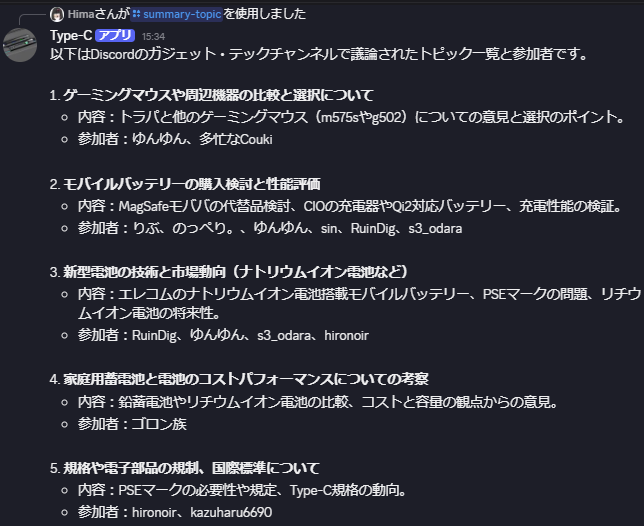 Himaさんが summary-topic を使用しました
Type-C アプリ 15:34
以下はDiscordのガジェット・テックチャンネルで議論されたトピック一覧と参加者です。
1. ゲーミングマウスや周辺機器の比較と選択について
○ 内容：トラパと他のゲーミングマウス（m575sやg502）についての意見と選択のポイント。
○ 参加者：ゆんゆん、多忙なCouki
2. モバイルバッテリーの購入検討と性能評価
○ 内容：MagSafeモババの代替品検討、CIOの充電器やQi2対応バッテリー、充電性能の検証。
○ 参加者：りぶ、のっぺり。、ゆんゆん、sin、RuinDig、s3_odara
3. 新型電池の技術と市場動向（ナトリウムイオン電池など）
○ 内容：エレコムのナトリウムイオン電池搭載モバイルバッテリー、PSEマークの問題、リチウ
ムイオン電池の将来性。
○ 参加者：RuinDig、ゆんゆん、s3_odara、hironoir
4. 家庭用蓄電池と電池のコストパフォーマンスについての考察
○ 内容：鉛蓄電池やリチウムイオン電池の比較、コストと容量の観点からの意見。
○ 参加者：ゴロン族
5. 規格や電子部品の規制、国際標準について
○ 内容：PSEマークの必要性や規定、Type-C規格の動向。
○ 参加者：hironoir、kazuharu6690